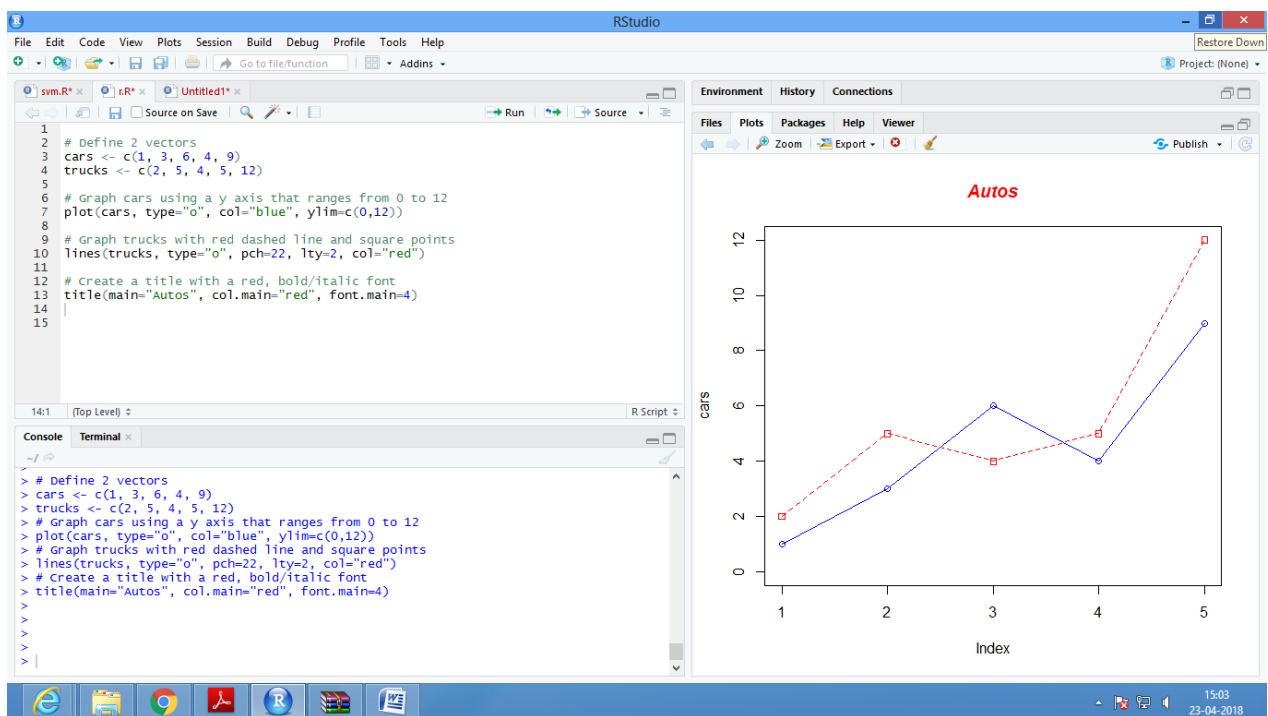 RStudio
File Edit Code View Plots Session Build Debug Profile Tools Help
Restore Down
Go to file/function
Addins
Project: (None)
svm.R*
r.R*
Untitled1*
Source on Save
Run
Source
1
2 # Define 2 vectors
3 cars <- c(1, 3, 6, 4, 9)
4 trucks <- c(2, 5, 4, 5, 12)
5
6 # Graph cars using a y axis that ranges from 0 to 12
7 plot(cars, type="o", col="blue", ylim=c(0,12))
8
9 # Graph trucks with red dashed line and square points
10 lines(trucks, type="o", pch=22, lty=2, col="red")
11
12 # Create a title with a red, bold/italic font
13 title(main="Autos", col.main="red", font.main=4)
14
15
14:1 (Top Level) R Script
Console Terminal
~/
>
> # Define 2 vectors
> cars <- c(1, 3, 6, 4, 9)
> trucks <- c(2, 5, 4, 5, 12)
> # Graph cars using a y axis that ranges from 0 to 12
> plot(cars, type="o", col="blue", ylim=c(0,12))
> # Graph trucks with red dashed line and square points
> lines(trucks, type="o", pch=22, lty=2, col="red")
> # Create a title with a red, bold/italic font
> title(main="Autos", col.main="red", font.main=4)
>
>
>
>
>
Environment History Connections
Files Plots Packages Help Viewer
Zoom Export Publish
Autos
12
10
8
6
4
2
0
cars
1 2 3 4 5
Index
15:03
23-04-2018